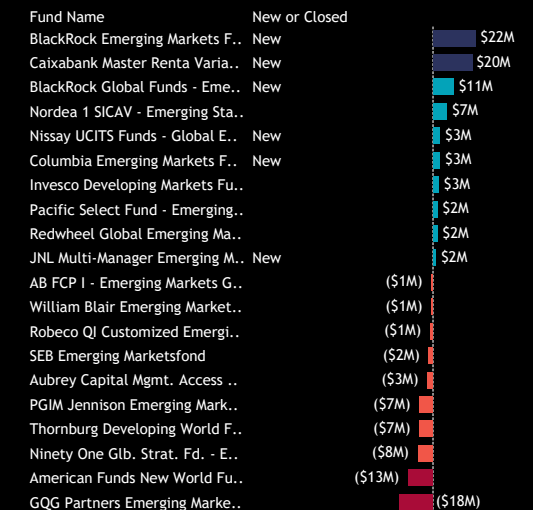 Fund Name New or Closed
BlackRock Emerging Markets F.. New $22M
Caixabank Master Renta Varia.. New $20M
BlackRock Global Funds - Eme.. New $11M
Nordea 1 SICAV - Emerging Sta.. $7M
Nissay UCITS Funds - Global E.. New $3M
Columbia Emerging Markets F.. New $3M
Invesco Developing Markets Fu.. $3M
Pacific Select Fund - Emerging.. $2M
Redwheel Global Emerging Ma.. $2M
JNL Multi-Manager Emerging M.. New $2M
AB FCP I - Emerging Markets G.. ($1M)
William Blair Emerging Market.. ($1M)
Robeco QI Customized Emergi.. ($1M)
SEB Emerging Marketsfond ($2M)
Aubrey Capital Mgmt. Access .. ($3M)
PGIM Jennison Emerging Mark.. ($7M)
Thornburg Developing World F.. ($7M)
Ninety One Glb. Strat. Fd. - E.. ($8M)
American Funds New World Fu.. ($13M)
GQG Partners Emerging Marke.. ($18M)